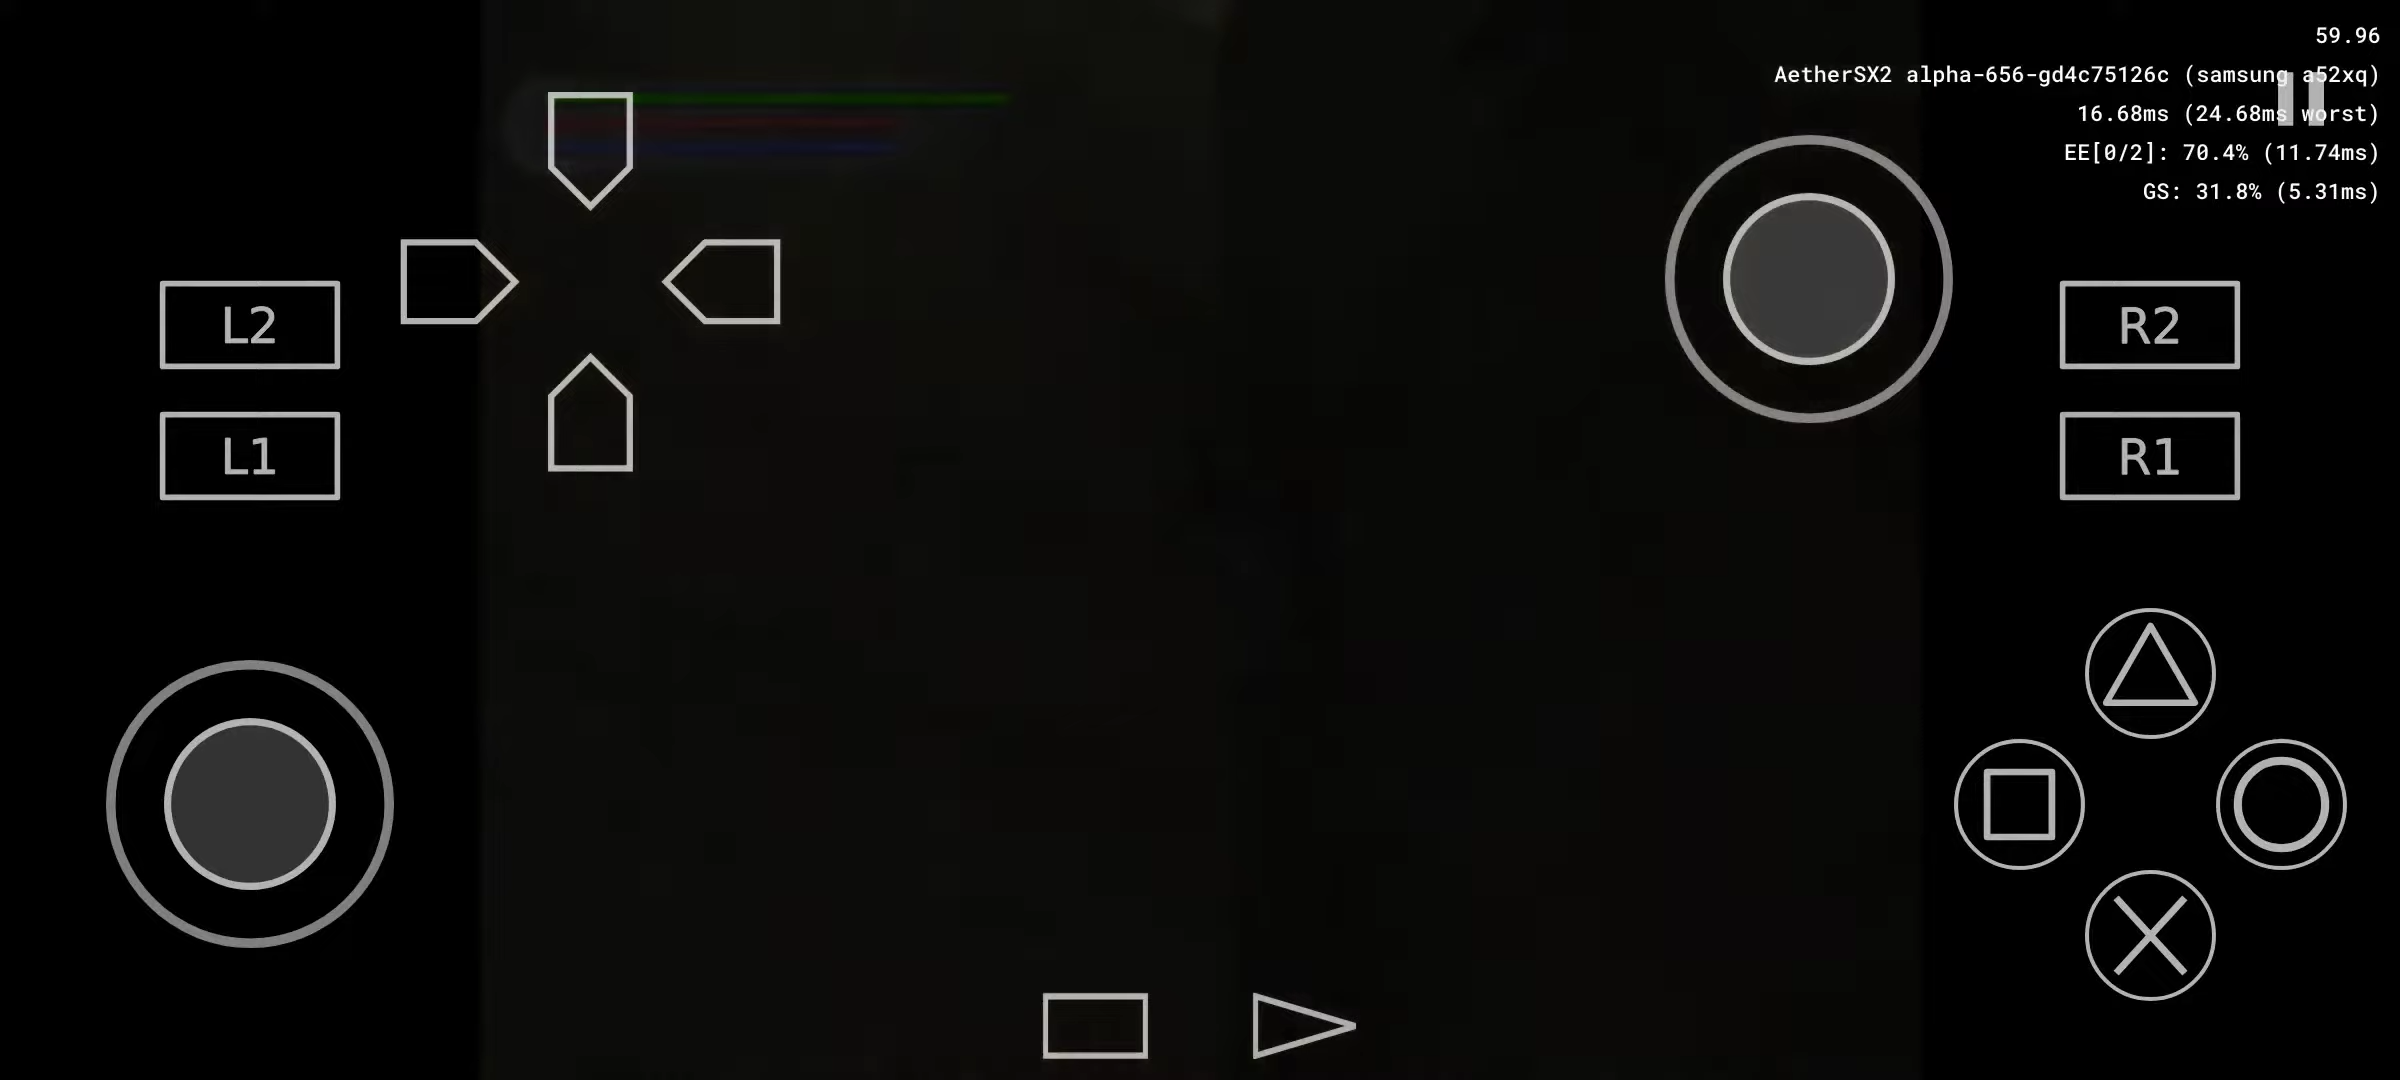 59.96
AetherSX2 alpha-656-gd4c75126c (samsung a52xq)
16.68ms (24.68ms worst)
EE[0/2]: 70.4% (11.74ms)
GS: 31.8% (5.31ms)
L2
R2
L1
R1